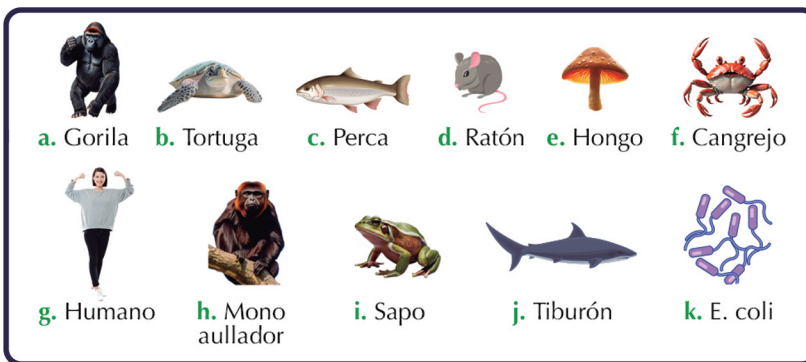 a. Gorila b. Tortuga c. Perca d. Ratón e. Hongo f. Cangrejo
g. Humano h. Mono aullador i. Sapo j. Tiburón k. E. coli